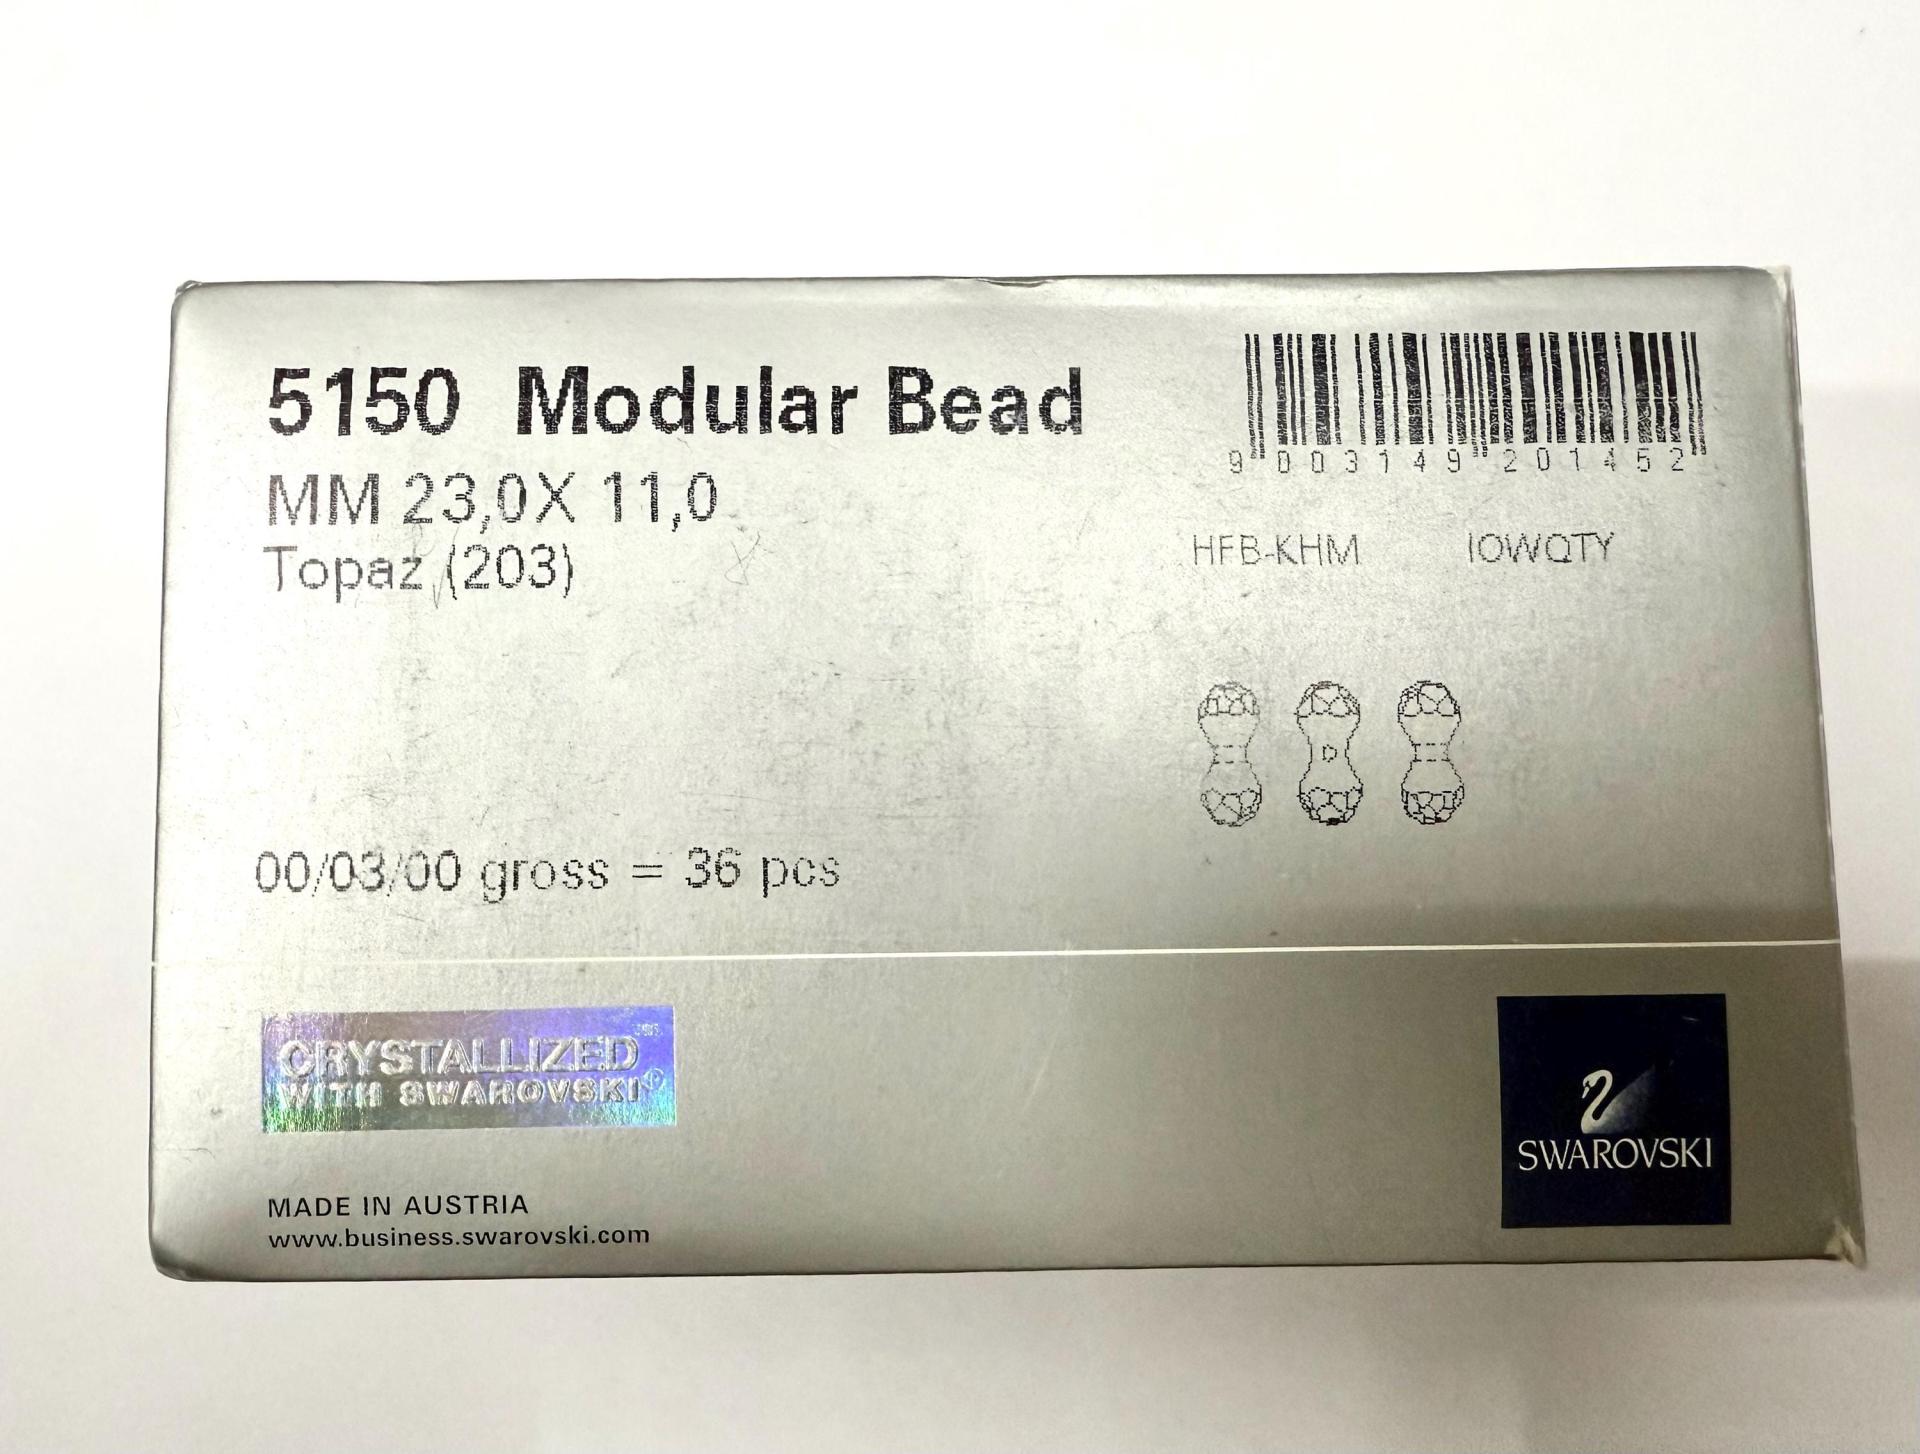 5150 Modular Bead
MM 23,0X 11,0
Topaz (203)
9 003149 201452
HFB-KHM IOWQTY
00/03/00 gross = 36 pcs
CRYSTALLIZED
WITH SWAROVSKI®
MADE IN AUSTRIA
www.business.swarovski.com
SWAROVSKI